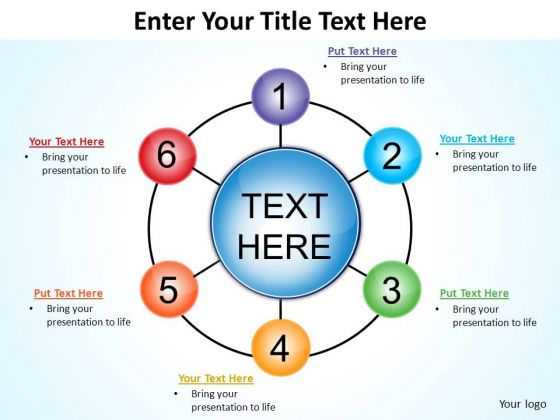 Enter Your Title Text Here
Put Text Here
• Bring your
presentation to life
1
Your Text Here
• Bring your
presentation to life
2
Put Text Here
• Bring your
presentation to life
3
Your Text Here
• Bring your
presentation to life
4
Put Text Here
• Bring your
presentation to life
5
Your Text Here
• Bring your
presentation to life
6
TEXT
HERE
Your logo